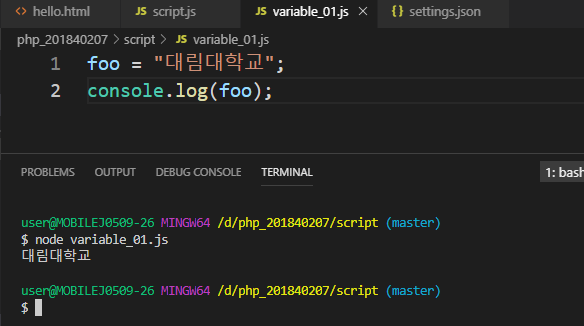 hello.html JS script.js JS variable_01.js × {} settings.json
php_201840207 > script > JS variable_01.js
1 foo = "대림대학교";
2 console.log(foo);
PROBLEMS OUTPUT DEBUG CONSOLE TERMINAL 1: bash
user@MOBILEJ0509-26 MINGW64 /d/php_201840207/script (master)
$ node variable_01.js
대림대학교
user@MOBILEJ0509-26 MINGW64 /d/php_201840207/script (master)
$